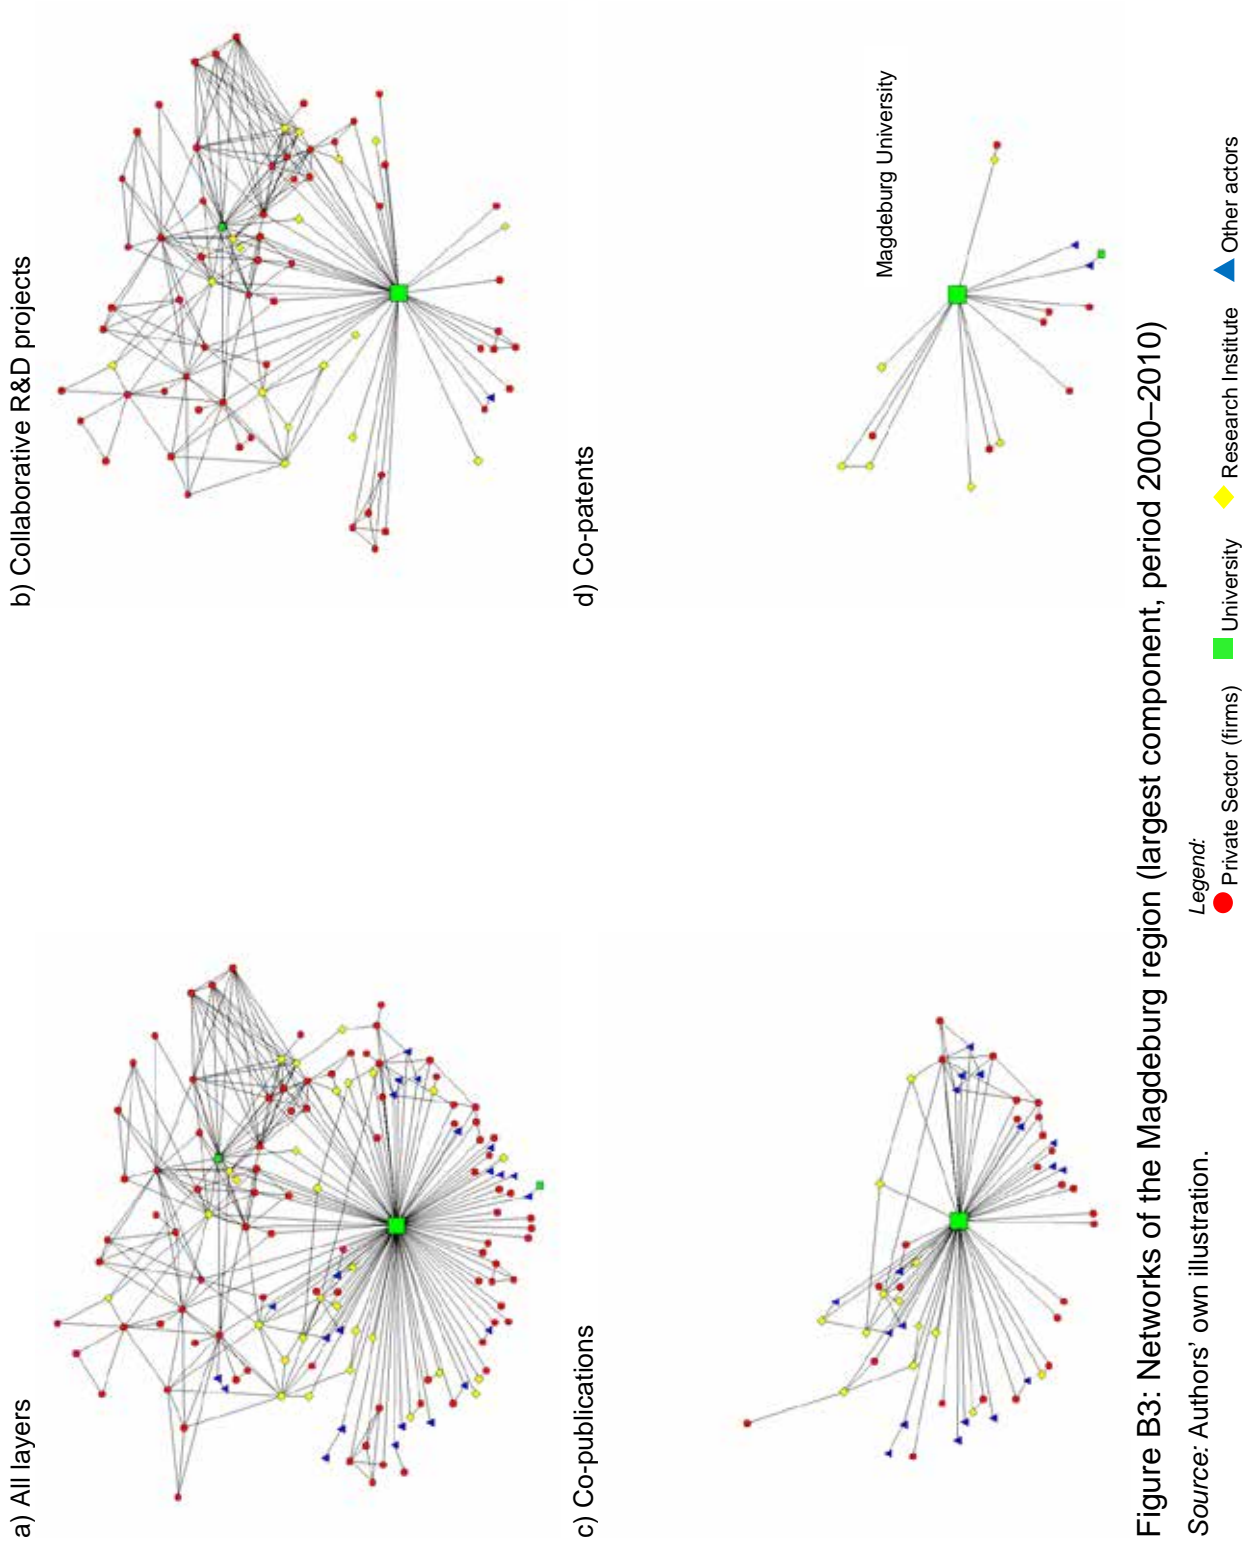 a) All layers
b) Collaborative R&D projects
c) Co-publications
d) Co-patents
Magdeburg University
Figure B3: Networks of the Magdeburg region (largest component, period 2000–2010)
Legend:
Private Sector (firms) University Research Institute Other actors
Source: Authors' own illustration.